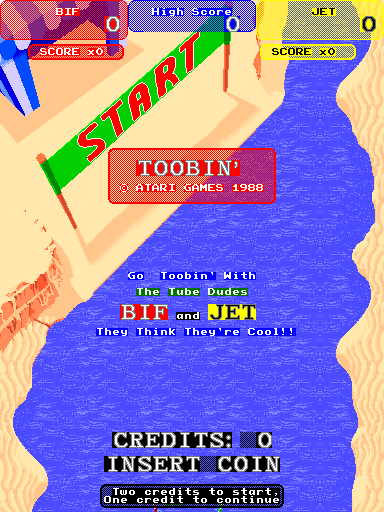 BIF High Score JET
0 0 0
SCORE x0 SCORE x0
START
TOOBIN'
© ATARI GAMES 1988
Go Toobin' With
The Tube Dudes
BIF and JET
They Think They're Cool!!
CREDITS: 0
INSERT COIN
Two credits to start,
One credit to continue